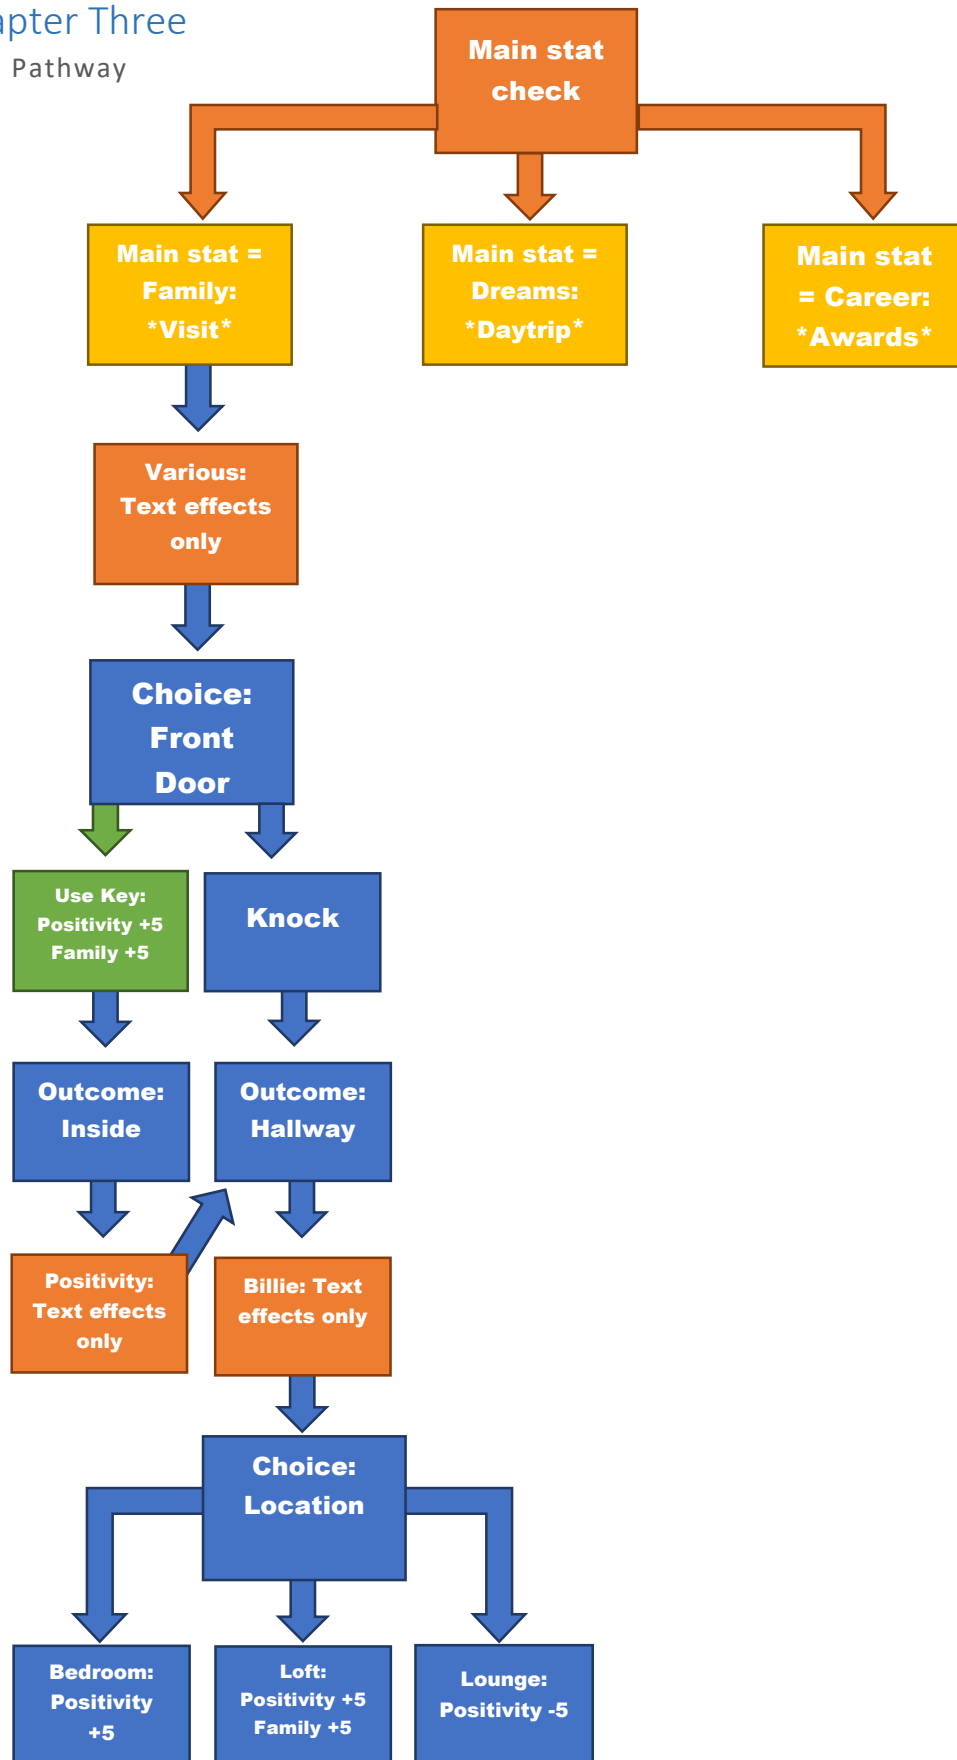 apter Three
Pathway
Main stat
check
Main stat =
Family:
*Visit*
Main stat =
Dreams:
*Daytrip*
Main stat
= Career:
*Awards*
Various:
Text effects
only
Choice:
Front
Door
Use Key:
Positivity +5
Family +5
Knock
Outcome:
Inside
Outcome:
Hallway
Positivity:
Text effects
only
Billie: Text
effects only
Choice:
Location
Bedroom:
Positivity
+5
Loft:
Positivity +5
Family +5
Lounge:
Positivity -5